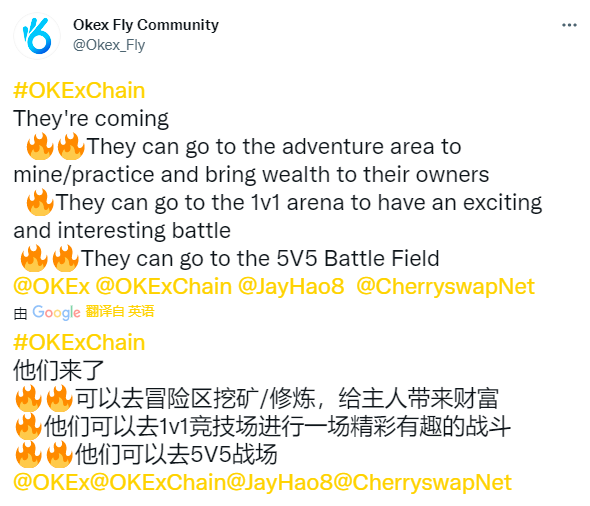 Okex Fly Community
@Okex_Fly
#OKExChain
They're coming
🔥🔥They can go to the adventure area to
mine/practice and bring wealth to their owners
🔥They can go to the 1v1 arena to have an exciting
and interesting battle
🔥🔥They can go to the 5V5 Battle Field
@OKEx @OKExChain @JayHao8 @CherryswapNet
由 Google 翻译自 英语
#OKExChain
他们来了
🔥🔥可以去冒险区挖矿/修炼，给主人带来财富
🔥他们可以去1v1竞技场进行一场精彩有趣的战斗
🔥🔥他们可以去5V5战场
@OKEx@OKExChain@JayHao8@CherryswapNet